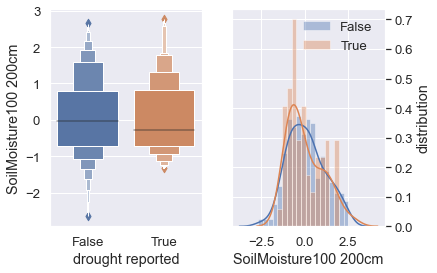 SoilMoisture100 200cm
3
2
1
0
−1
−2
False
True
drought reported
False
True
0.7
0.6
0.5
0.4
0.3
0.2
0.1
0.0
distribution
−2.5
0.0
2.5
SoilMoisture100 200cm